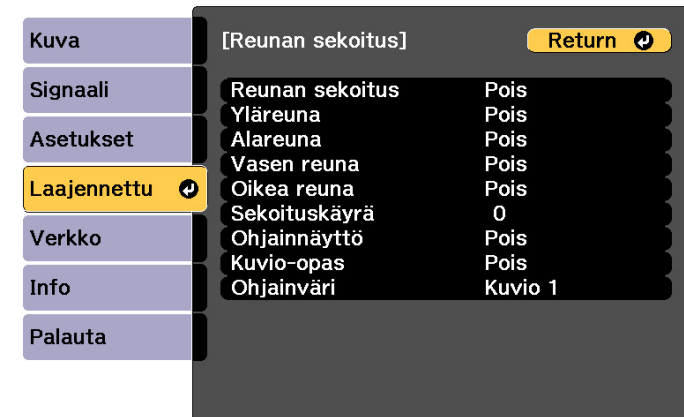 Kuva
Signaali
Asetukset
Laajennettu
Verkko
Info
Palauta
[Reunan sekoitus] Return
Reunan sekoitus Pois
Yläreuna Pois
Alareuna Pois
Vasen reuna Pois
Oikea reuna Pois
Sekoituskäyrä 0
Ohjainnäyttö Pois
Kuvio-opas Pois
Ohjainväri Kuvio 1